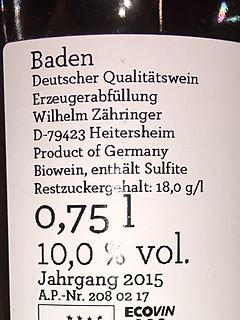 Baden
Deutscher Qualitätswein
Erzeugerabfüllung
Wilhelm Zähringer
D-79423 Heitersheim
Product of Germany
Biowein, enthält Sulfite
Restzuckergehalt: 18,0 g/l
0,75 l
10,0 % vol.
Jahrgang 2015
A.P.-Nr. 208 02 17
ECOVIN